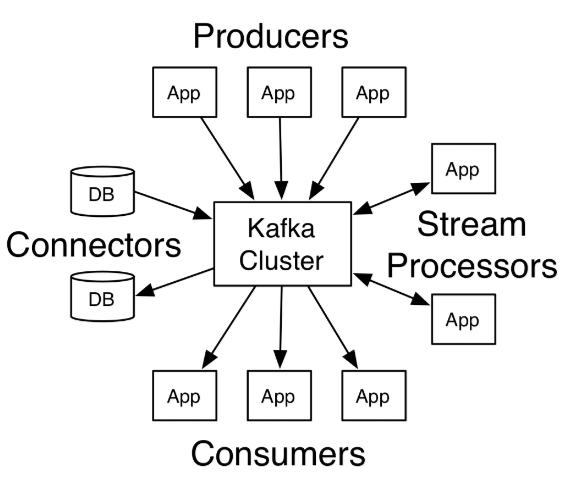 Producers
App
App
App
DB
App
Kafka
Cluster
Stream
Processors
Connectors
DB
App
App
App
App
Consumers